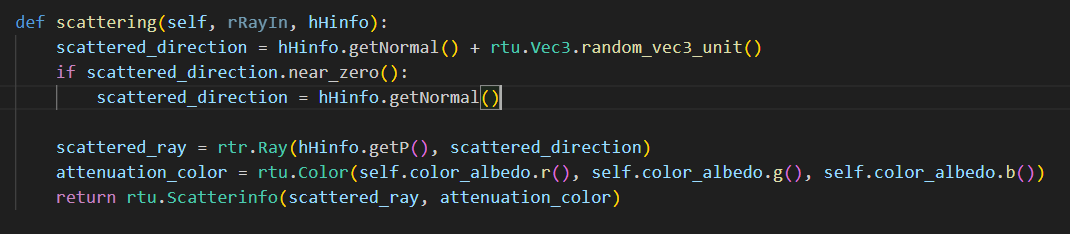 def scattering(self, rRayIn, hHinfo):
    scattered_direction = hHinfo.getNormal() + rtu.Vec3.random_vec3_unit()
    if scattered_direction.near_zero():
        scattered_direction = hHinfo.getNormal()

    scattered_ray = rtr.Ray(hHinfo.getP(), scattered_direction)
    attenuation_color = rtu.Color(self.color_albedo.r(), self.color_albedo.g(), self.color_albedo.b())
    return rtu.Scatterinfo(scattered_ray, attenuation_color)